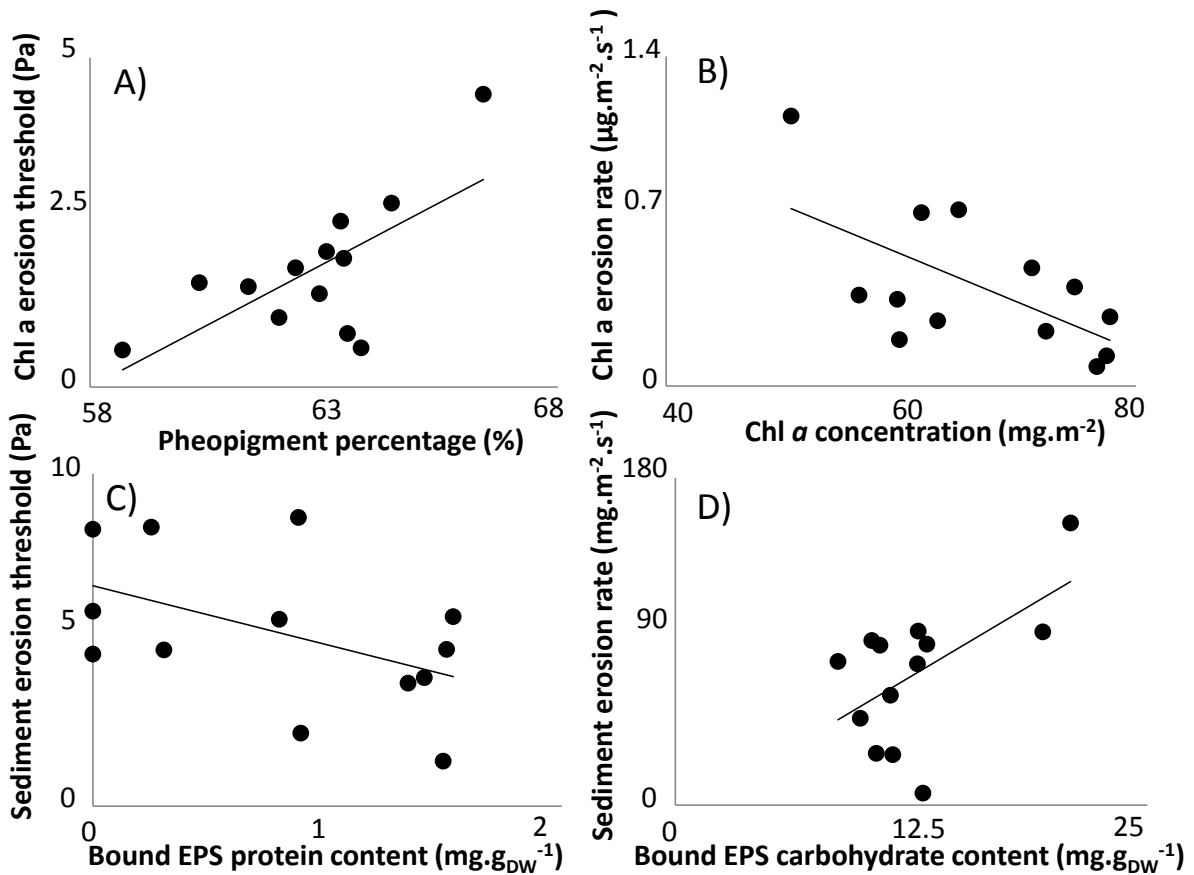 A)
Chl a erosion threshold (Pa)
5
2.5
0
58
63
68
Pheopigment percentage (%)
B)
Chl a erosion rate (µg.m⁻².s⁻¹)
1.4
0.7
0
40
60
80
Chl a concentration (mg.m⁻²)
C)
Sediment erosion threshold (Pa)
10
5
0
0
1
2
Bound EPS protein content (mg.g_DW⁻¹)
D)
Sediment erosion rate (mg.m⁻².s⁻¹)
180
90
0
0
12.5
25
Bound EPS carbohydrate content (mg.g_DW⁻¹)